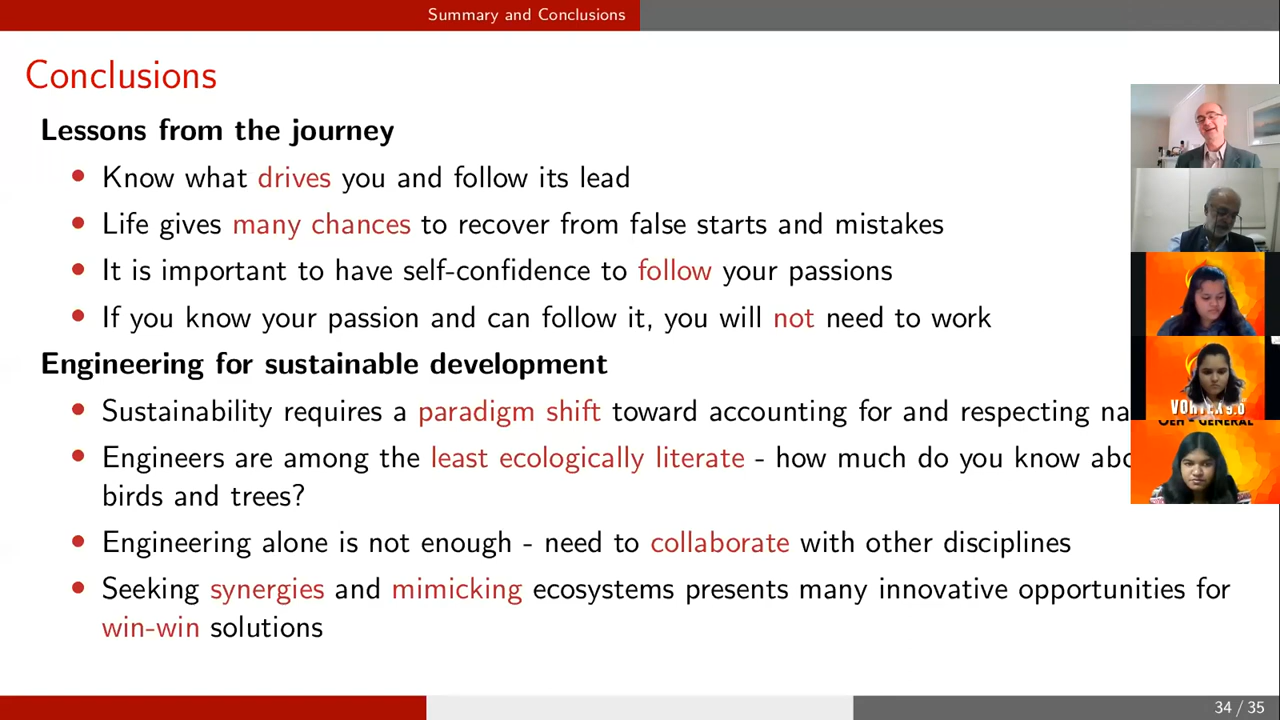 Summary and Conclusions
Conclusions
Lessons from the journey
Know what drives you and follow its lead
Life gives many chances to recover from false starts and mistakes
It is important to have self-confidence to follow your passions
If you know your passion and can follow it, you will not need to work
Engineering for sustainable development
Sustainability requires a paradigm shift toward accounting for and respecting
Engineers are among the least ecologically literate - how much do you know
birds and trees?
Engineering alone is not enough - need to collaborate with other disciplines
Seeking synergies and mimicking ecosystems presents many innovative opportunities for
win-win solutions
VORTEX 9.0
GENERAL
34 / 35